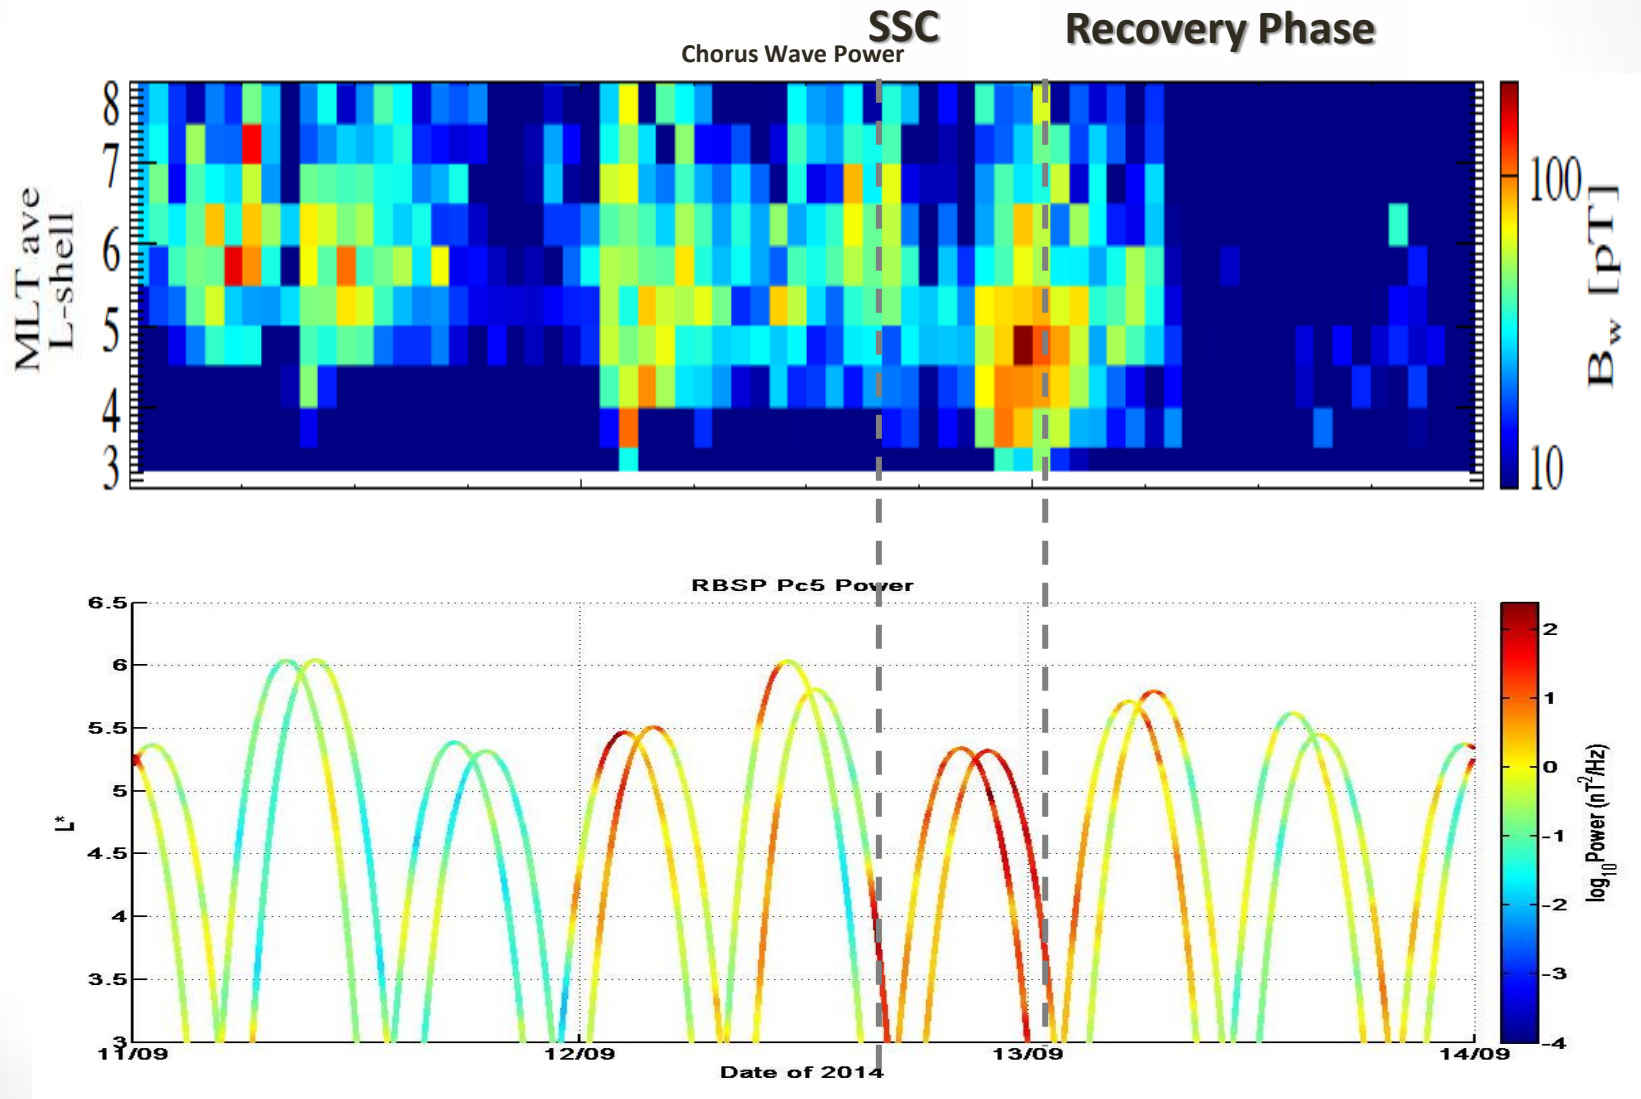 SSC
Recovery Phase
Chorus Wave Power
MLT ave
L-shell
8
7
6
5
4
3
100
10
B_w [pT]
RBSP Pc5 Power
6.5
6
5.5
5
4.5
4
3.5
3
L*
11/09
12/09
13/09
14/09
Date of 2014
2
1
0
-1
-2
-3
-4
log10Power (nT²/Hz)